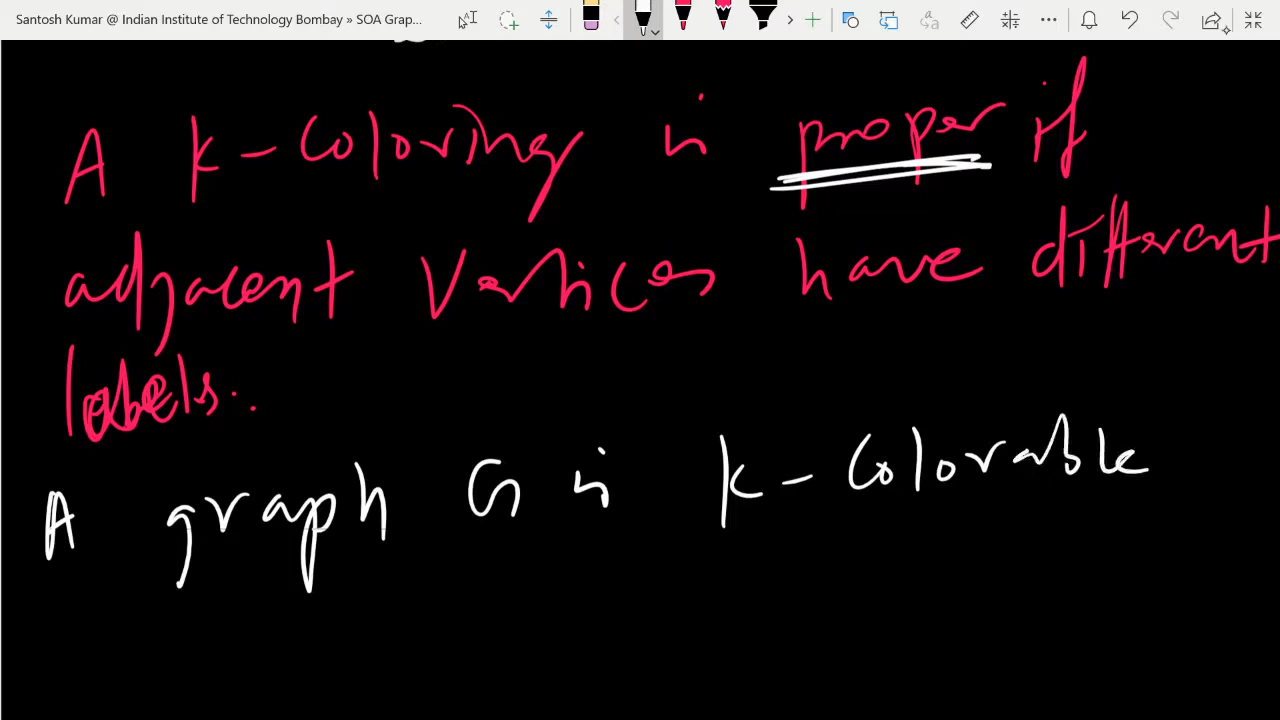 Santosh Kumar @ Indian Institute of Technology Bombay » SOA Grap...
A k-coloring is proper if
adjacent vertices have different
labels.
A graph G is k-colorable